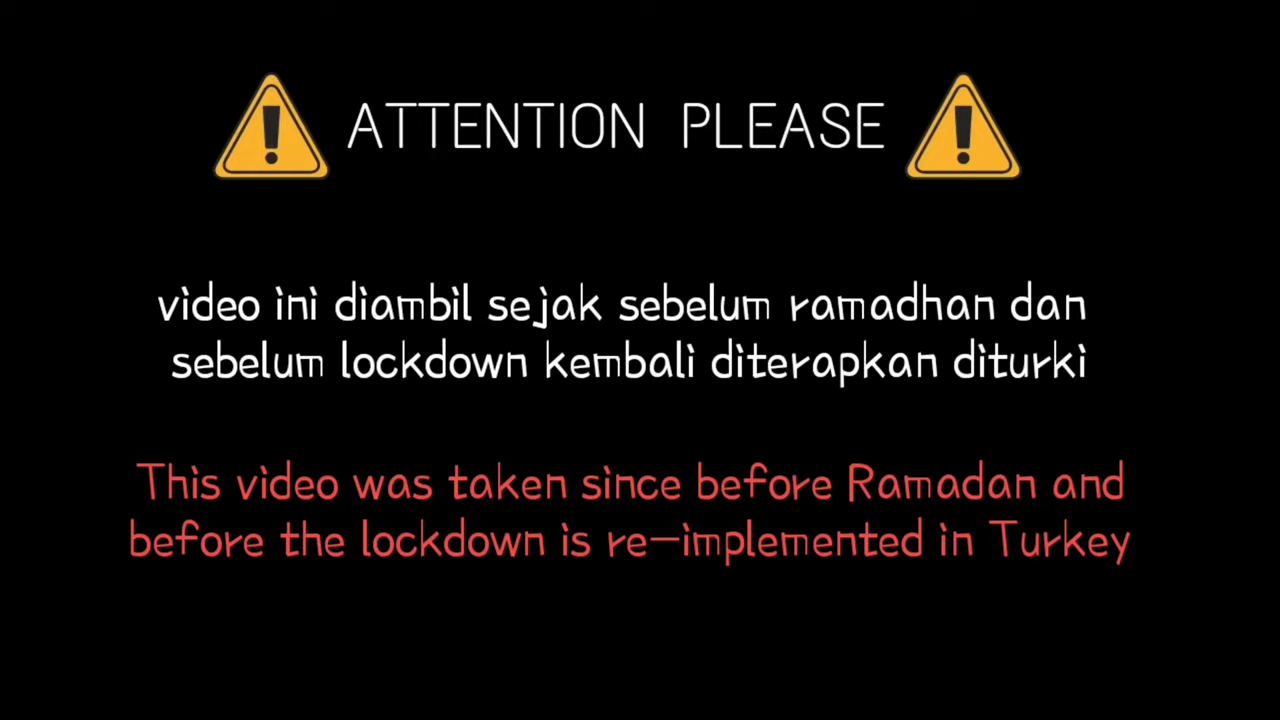 ATTENTION PLEASE
video ini diambil sejak sebelum ramadhan dan
sebelum lockdown kembali diterapkan diturki
This video was taken since before Ramadan and
before the lockdown is re-implemented in Turkey